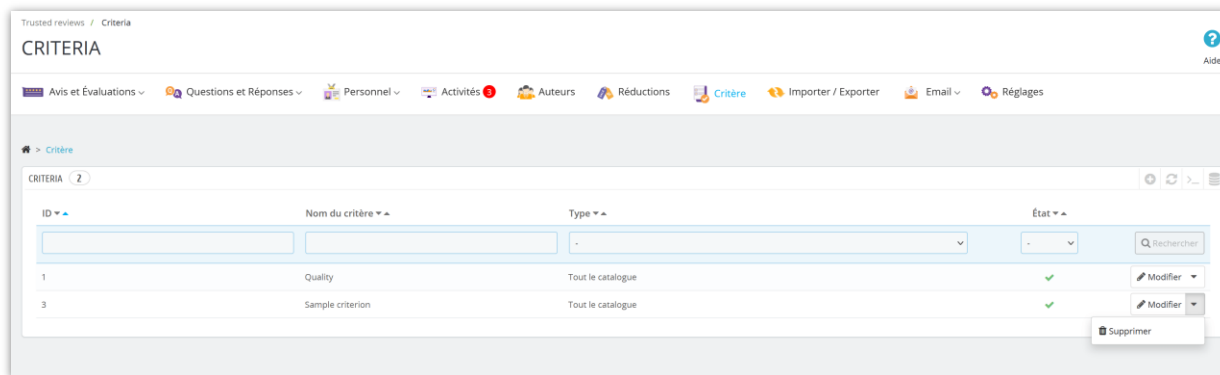 Trusted reviews / Criteria
CRITERIA
Aide
Avis et Évaluations Questions et Réponses Personnel Activités 3 Auteurs Réductions Critère Importer / Exporter Email Réglages
> Critère
CRITERIA 2
ID Nom du critère Type État
- - Rechercher
1 Quality Tout le catalogue Modifier
3 Sample criterion Tout le catalogue Modifier
Supprimer